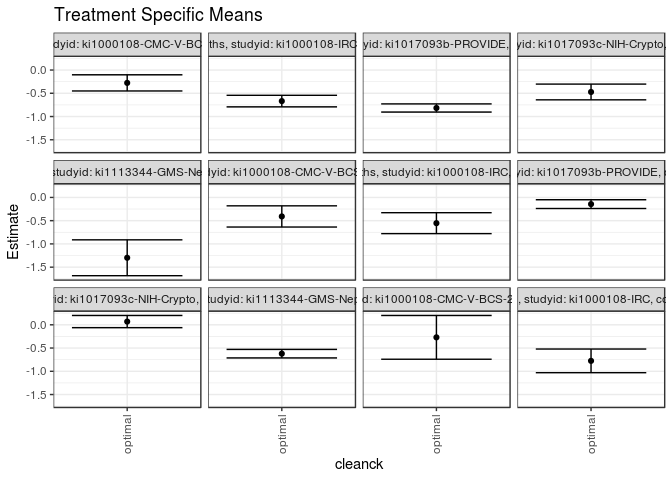 Treatment Specific Means
dyid: ki1000108-CMC-V-BC
ths, studyid: ki1000108-IRC
yid: ki1017093b-PROVIDE,
yid: ki1017093c-NIH-Crypto,
0.0
-0.5
-1.0
-1.5
studyid: ki1113344-GMS-Ne
dyid: ki1000108-CMC-V-BCS
ths, studyid: ki1000108-IRC,
yid: ki1017093b-PROVIDE,
0.0
-0.5
-1.0
-1.5
Estimate
id: ki1017093c-NIH-Crypto,
tudyid: ki1113344-GMS-Nep
d: ki1000108-CMC-V-BCS-2
, studyid: ki1000108-IRC, co
0.0
-0.5
-1.0
-1.5
optimal
optimal
optimal
optimal
cleanck